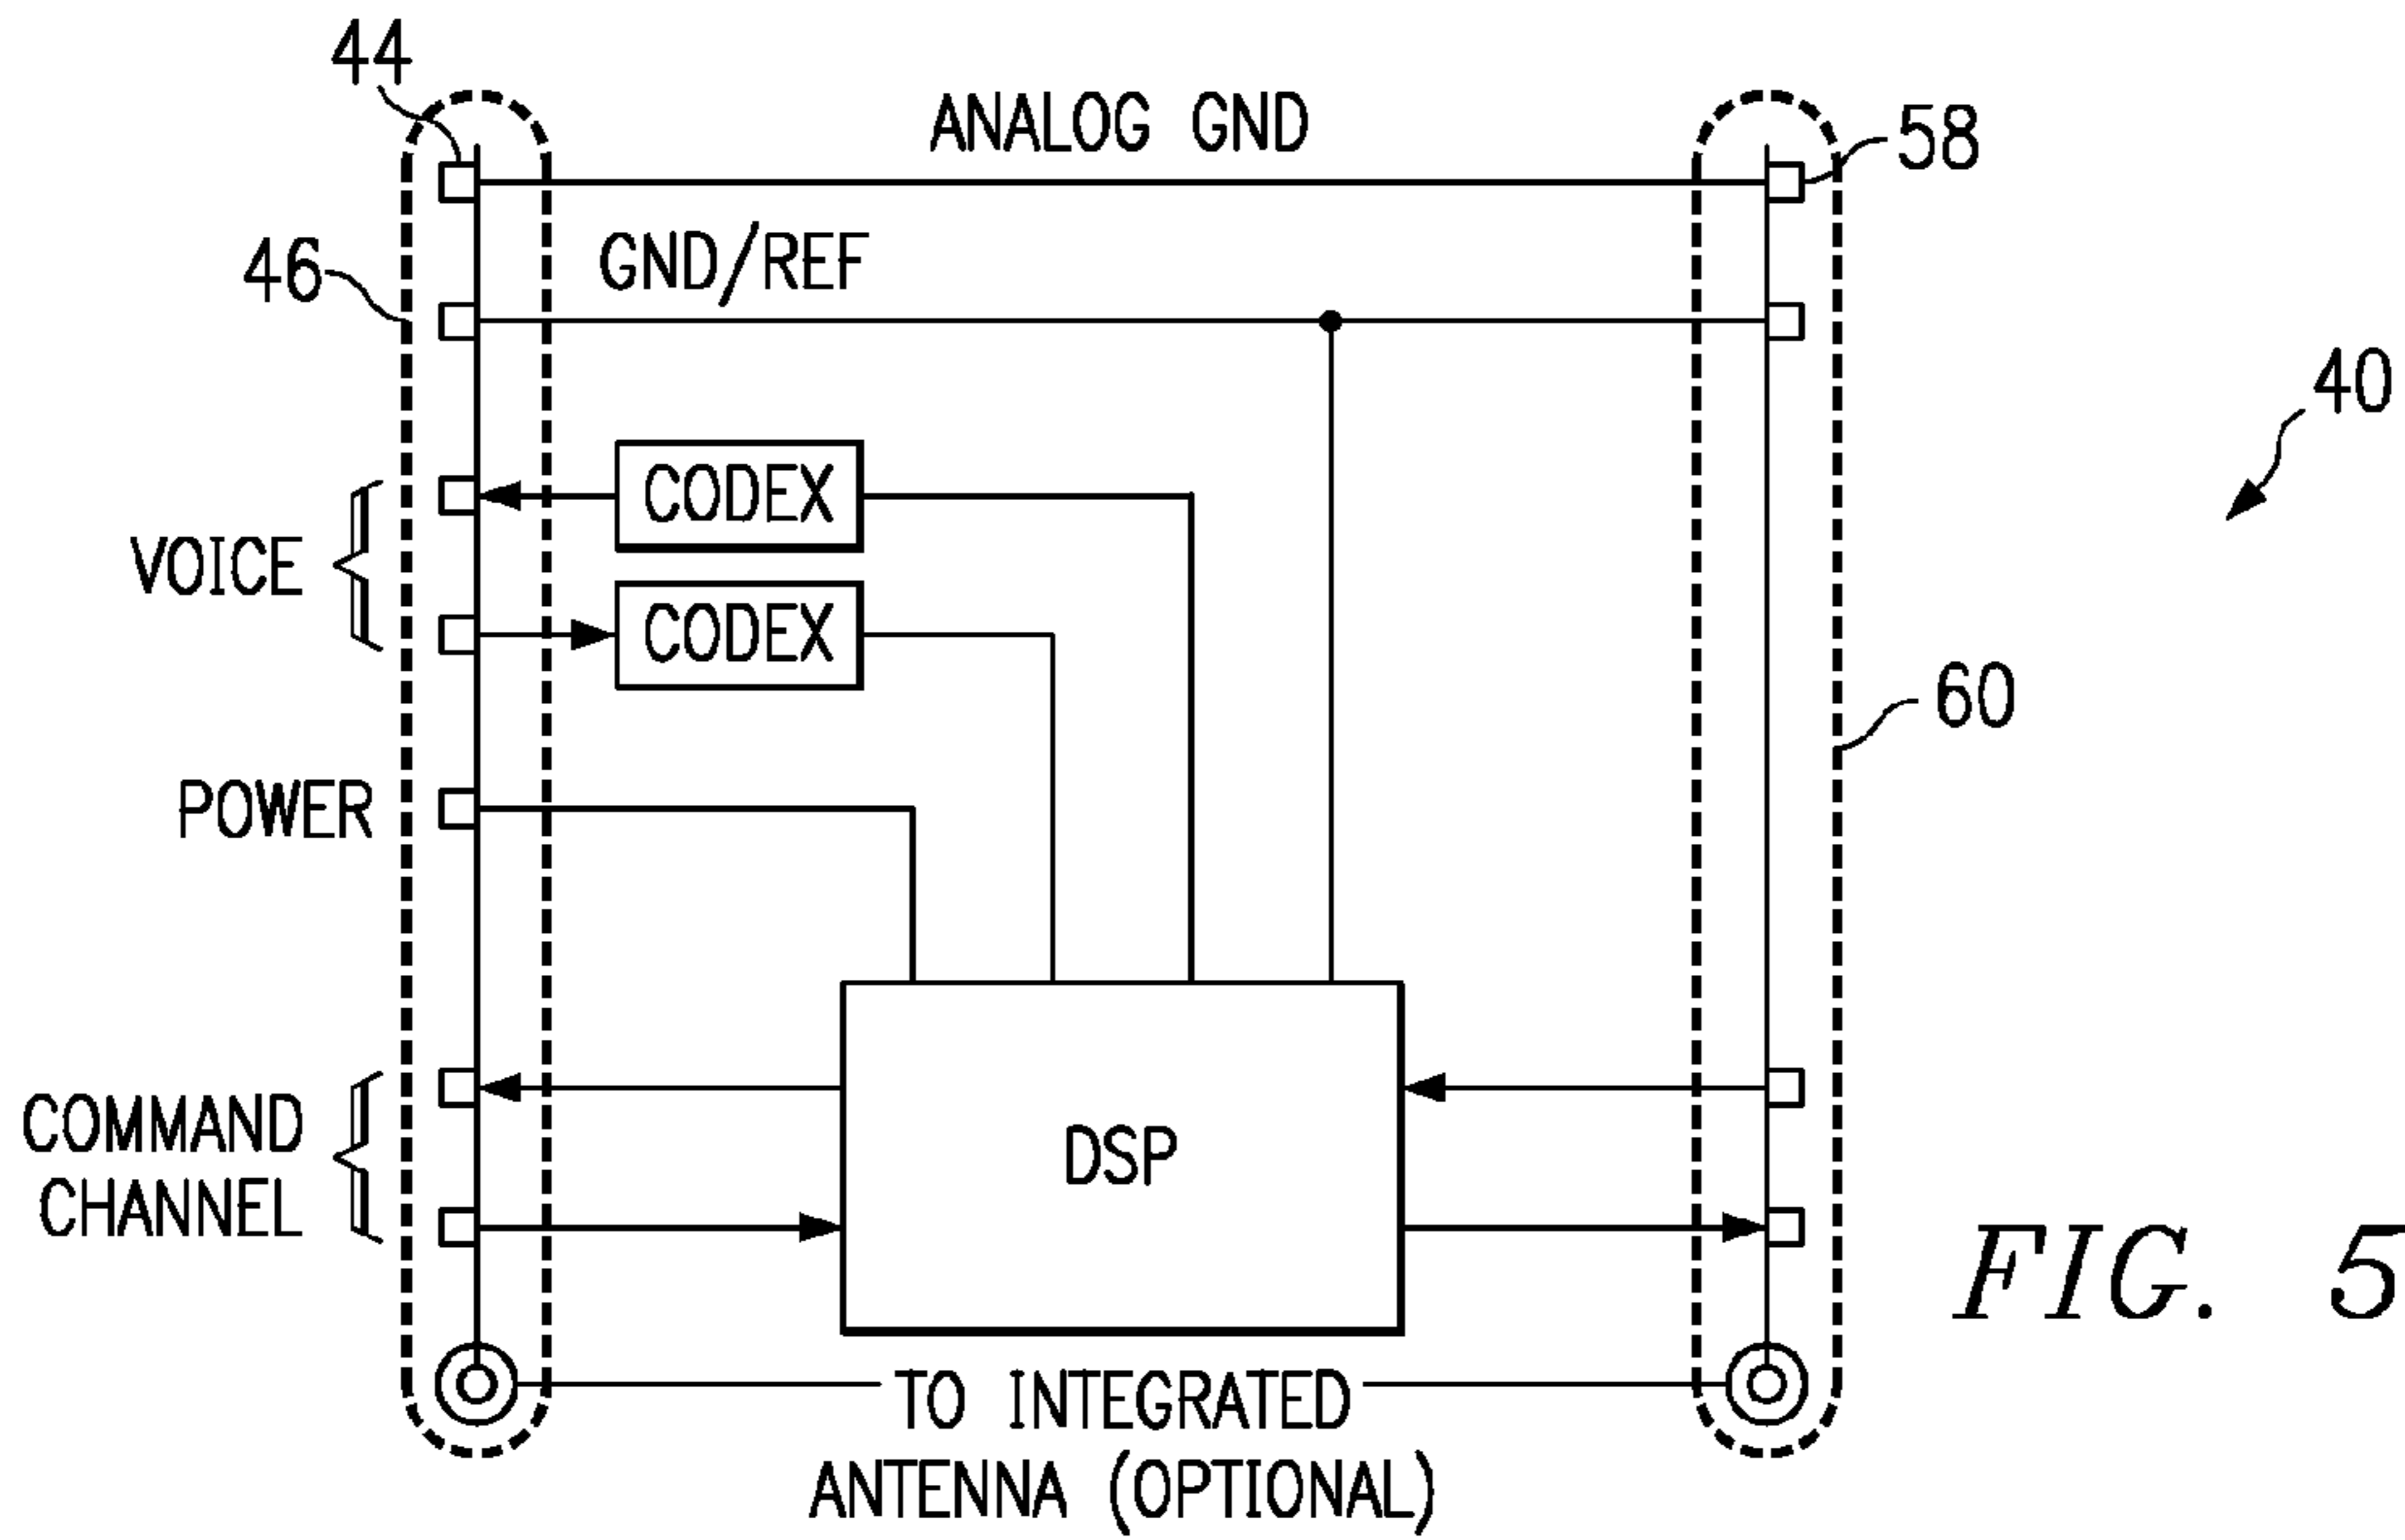 44
ANALOG GND
58
46
GND/REF
40
CODEX
VOICE
CODEX
60
POWER
COMMAND
CHANNEL
DSP
FIG. 5
TO INTEGRATED
ANTENNA (OPTIONAL)